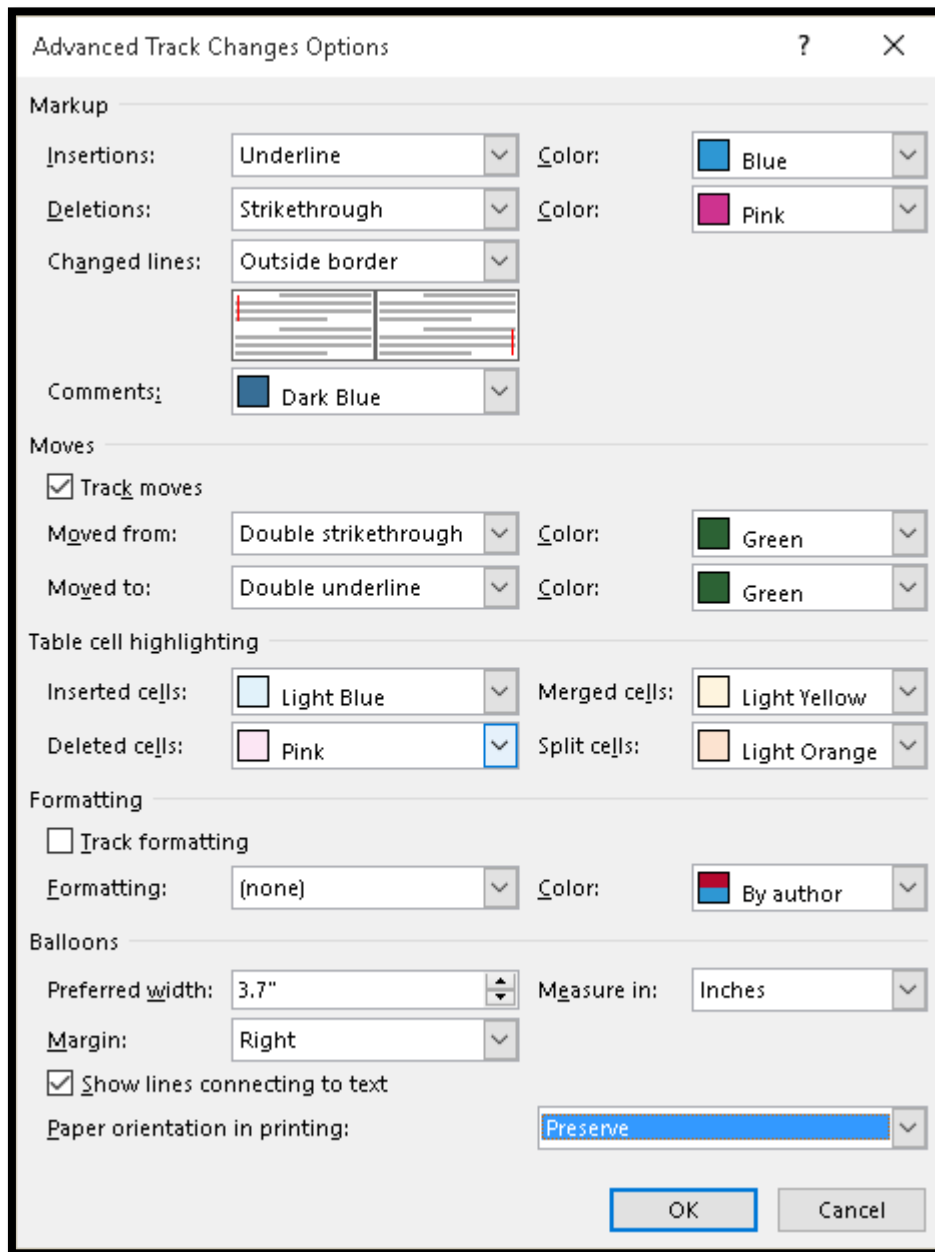 Advanced Track Changes Options ?
Markup
Insertions: Underline Color: Blue
Deletions: Strikethrough Color: Pink
Changed lines: Outside border
Comments: Dark Blue
Moves
Track moves
Moved from: Double strikethrough Color: Green
Moved to: Double underline Color: Green
Table cell highlighting
Inserted cells: Light Blue Merged cells: Light Yellow
Deleted cells: Pink Split cells: Light Orange
Formatting
Track formatting
Formatting: (none) Color: By author
Balloons
Preferred width: 3.7" Measure in: Inches
Margin: Right
Show lines connecting to text
Paper orientation in printing: Preserve
OK Cancel